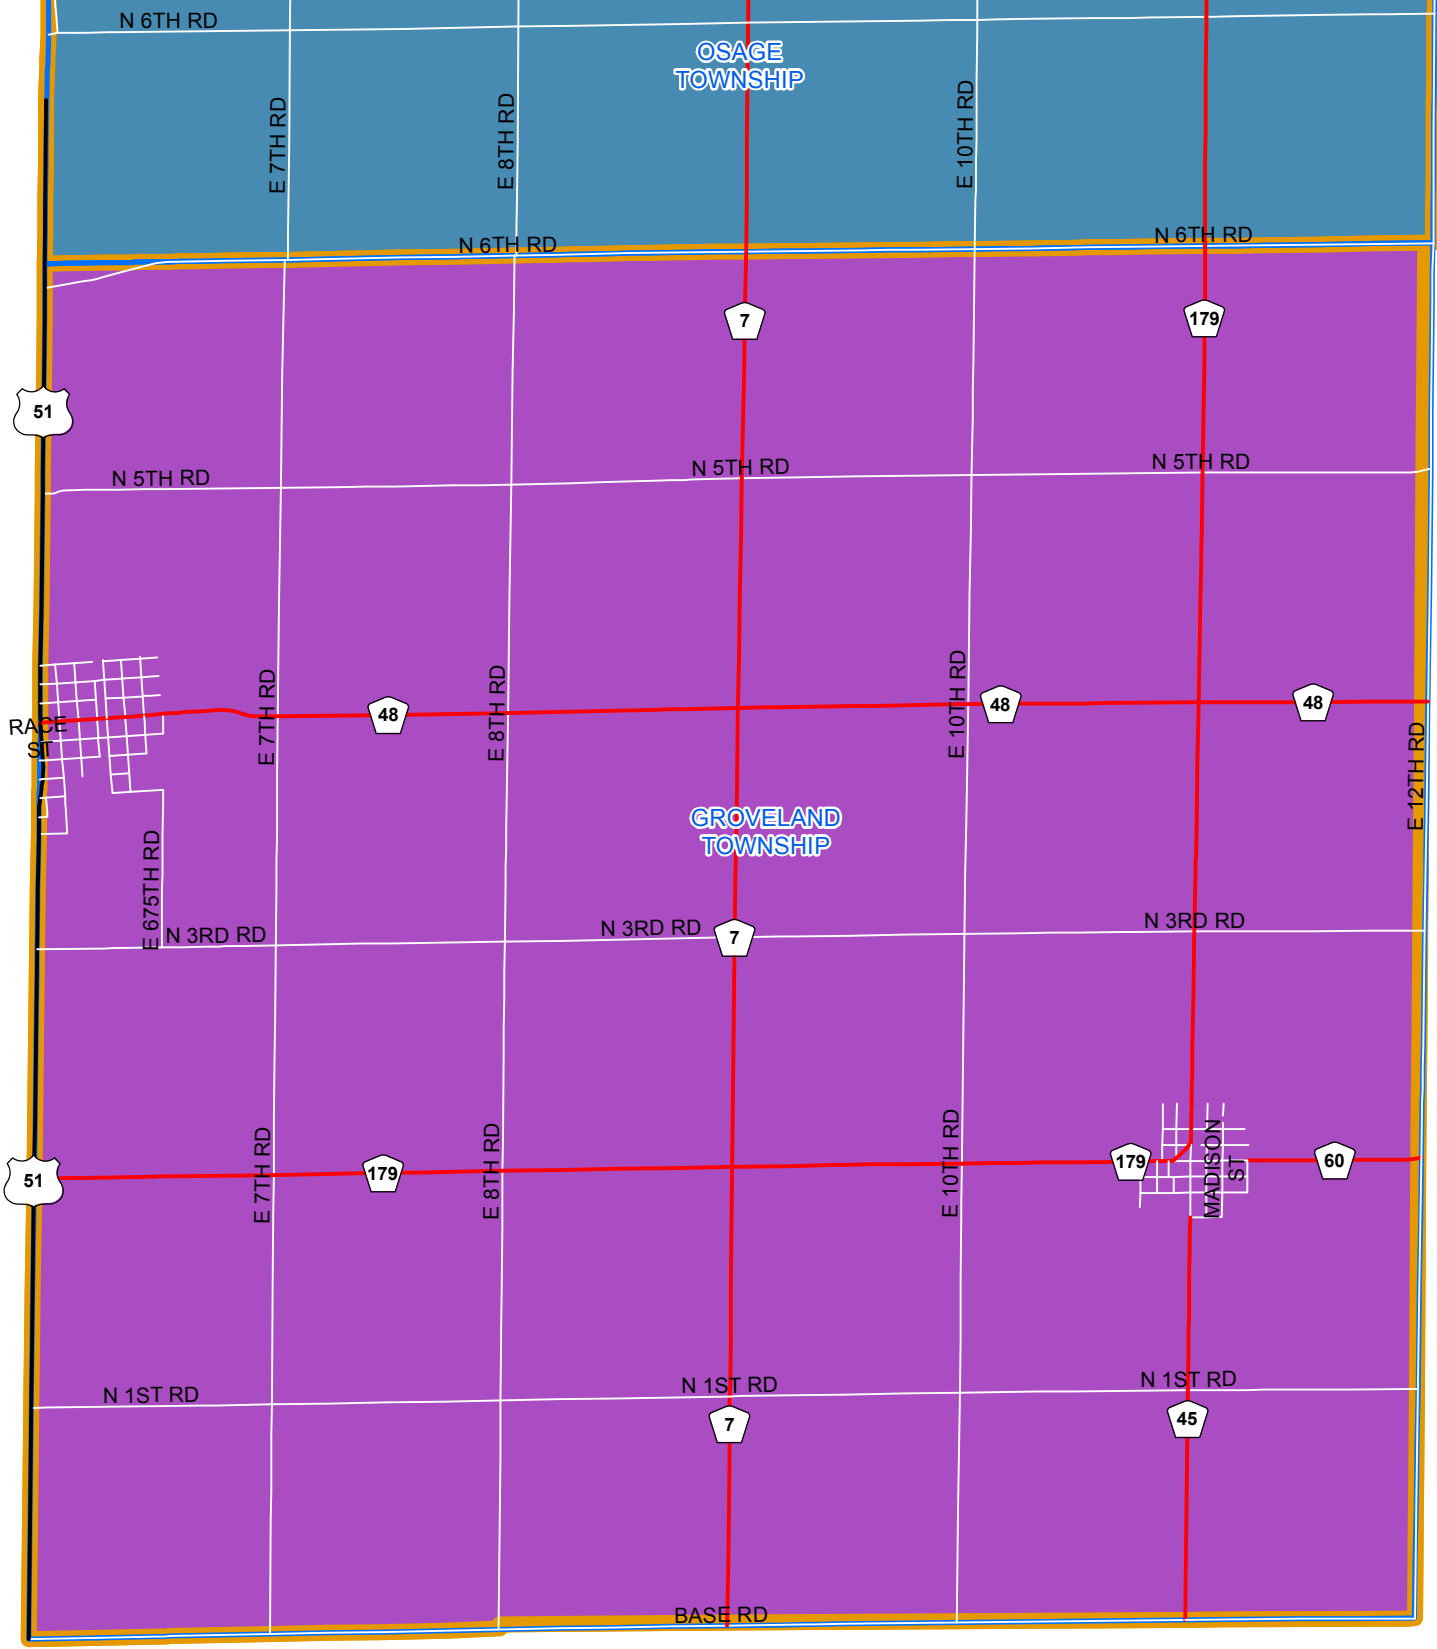 N 6TH RD
OSAGE
TOWNSHIP
E 7TH RD
E 8TH RD
E 10TH RD
N 6TH RD
N 6TH RD
7
179
51
N 5TH RD
N 5TH RD
N 5TH RD
RACE
ST
E 7TH RD
48
E 8TH RD
E 10TH RD
48
48
E 12TH RD
GROVELAND
TOWNSHIP
E 675TH RD
N 3RD RD
N 3RD RD
7
N 3RD RD
51
E 7TH RD
179
E 8TH RD
E 10TH RD
179
MADISON
ST
60
N 1ST RD
N 1ST RD
N 1ST RD
7
45
BASE RD